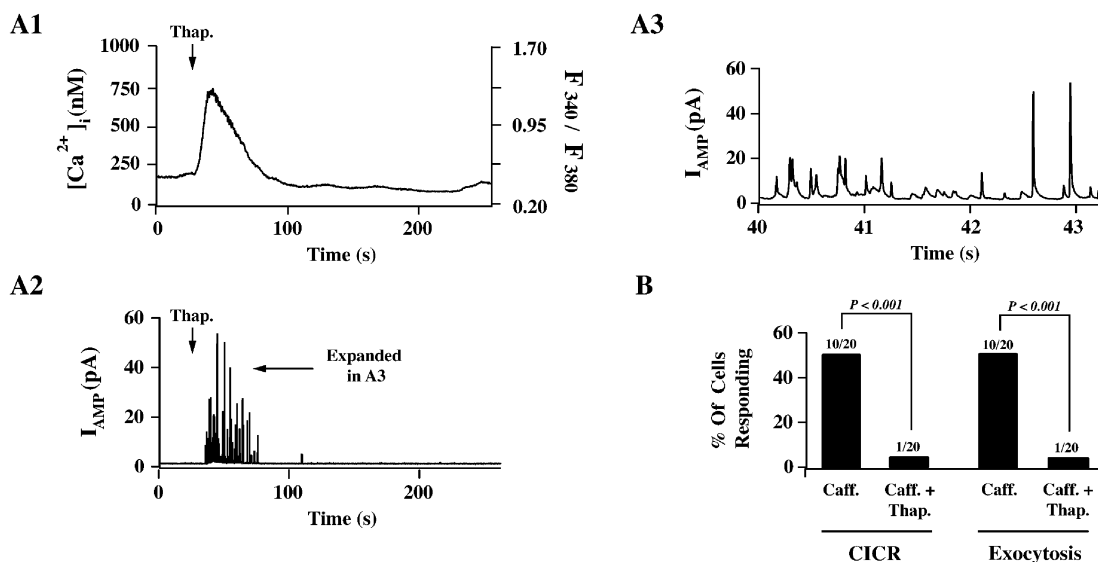 A1
Thap.
1000
750
500
250
0
[Ca2+]i (nM)
1.70
0.95
0.20
F 340 / F 380
0
100
200
Time (s)
A2
Thap.
60
40
20
0
IAMP (pA)
Expanded
in A3
0
100
200
Time (s)
A3
60
40
20
0
IAMP (pA)
40
41
42
43
Time (s)
B
P < 0.001
P < 0.001
60
40
20
0
% Of Cells
Responding
10/20
1/20
10/20
1/20
Caff.
Caff. +
Thap.
Caff.
Caff. +
Thap.
CICR
Exocytosis